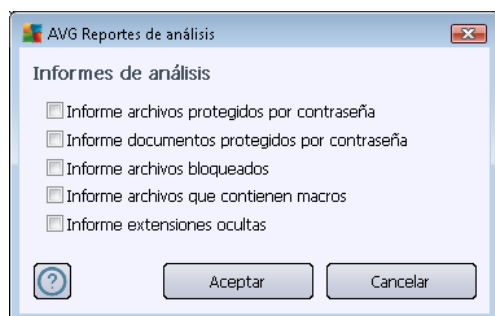 AVG Reportes de análisis
Informes de análisis
Informe archivos protegidos por contraseña
Informe documentos protegidos por contraseña
Informe archivos bloqueados
Informe archivos que contienen macros
Informe extensiones ocultas
?
Aceptar
Cancelar